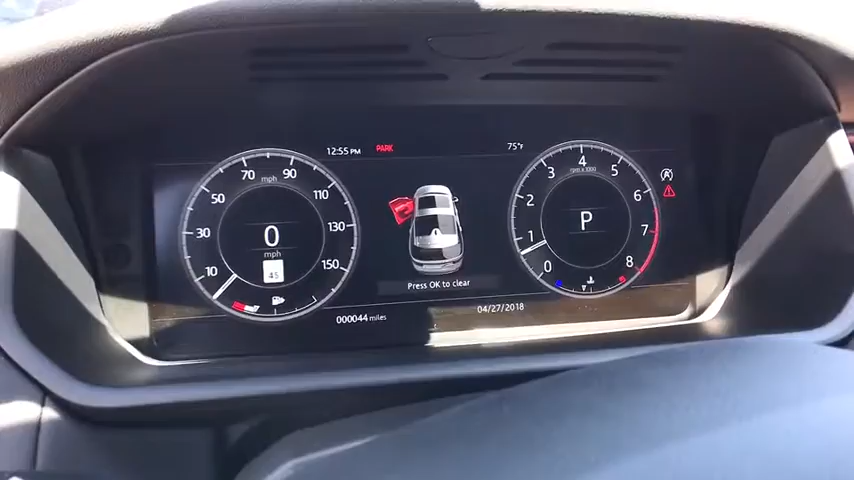 12:55 PM PARK 75°F
mph
10 30 50 70 90 110 130 150
0
mph
45
Press OK to clear
000044 miles
04/27/2018
RPM x 1000
0 1 2 3 4 5 6 7 8
P